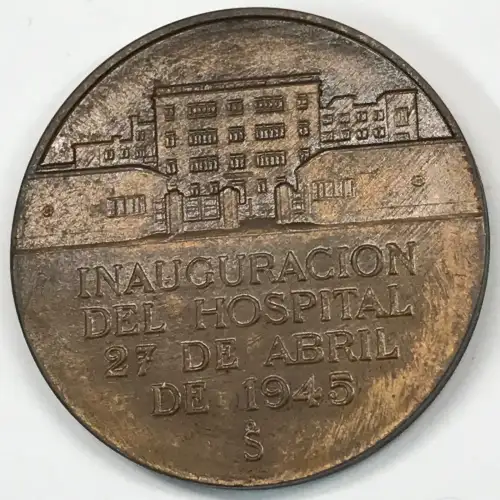 INAUGURACION
DEL HOSPITAL
27 DE ABRIL
DE 1945
S